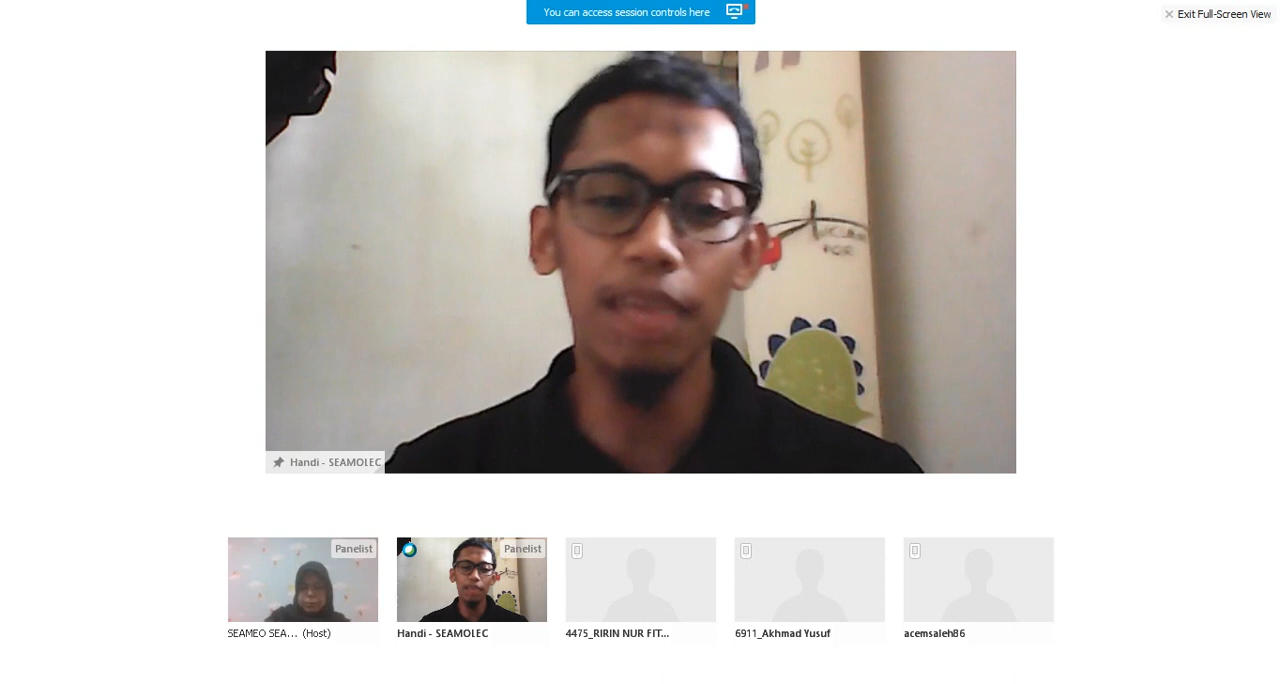 You can access session controls here
Exit Full-Screen View
Handi - SEAMOLEC
Panelist
Panelist
SEAMEO SEA... (Host)
Handi - SEAMOLEC
4475_RIRIN NUR FIT...
6911_Akhmad Yusuf
acemsaleh86